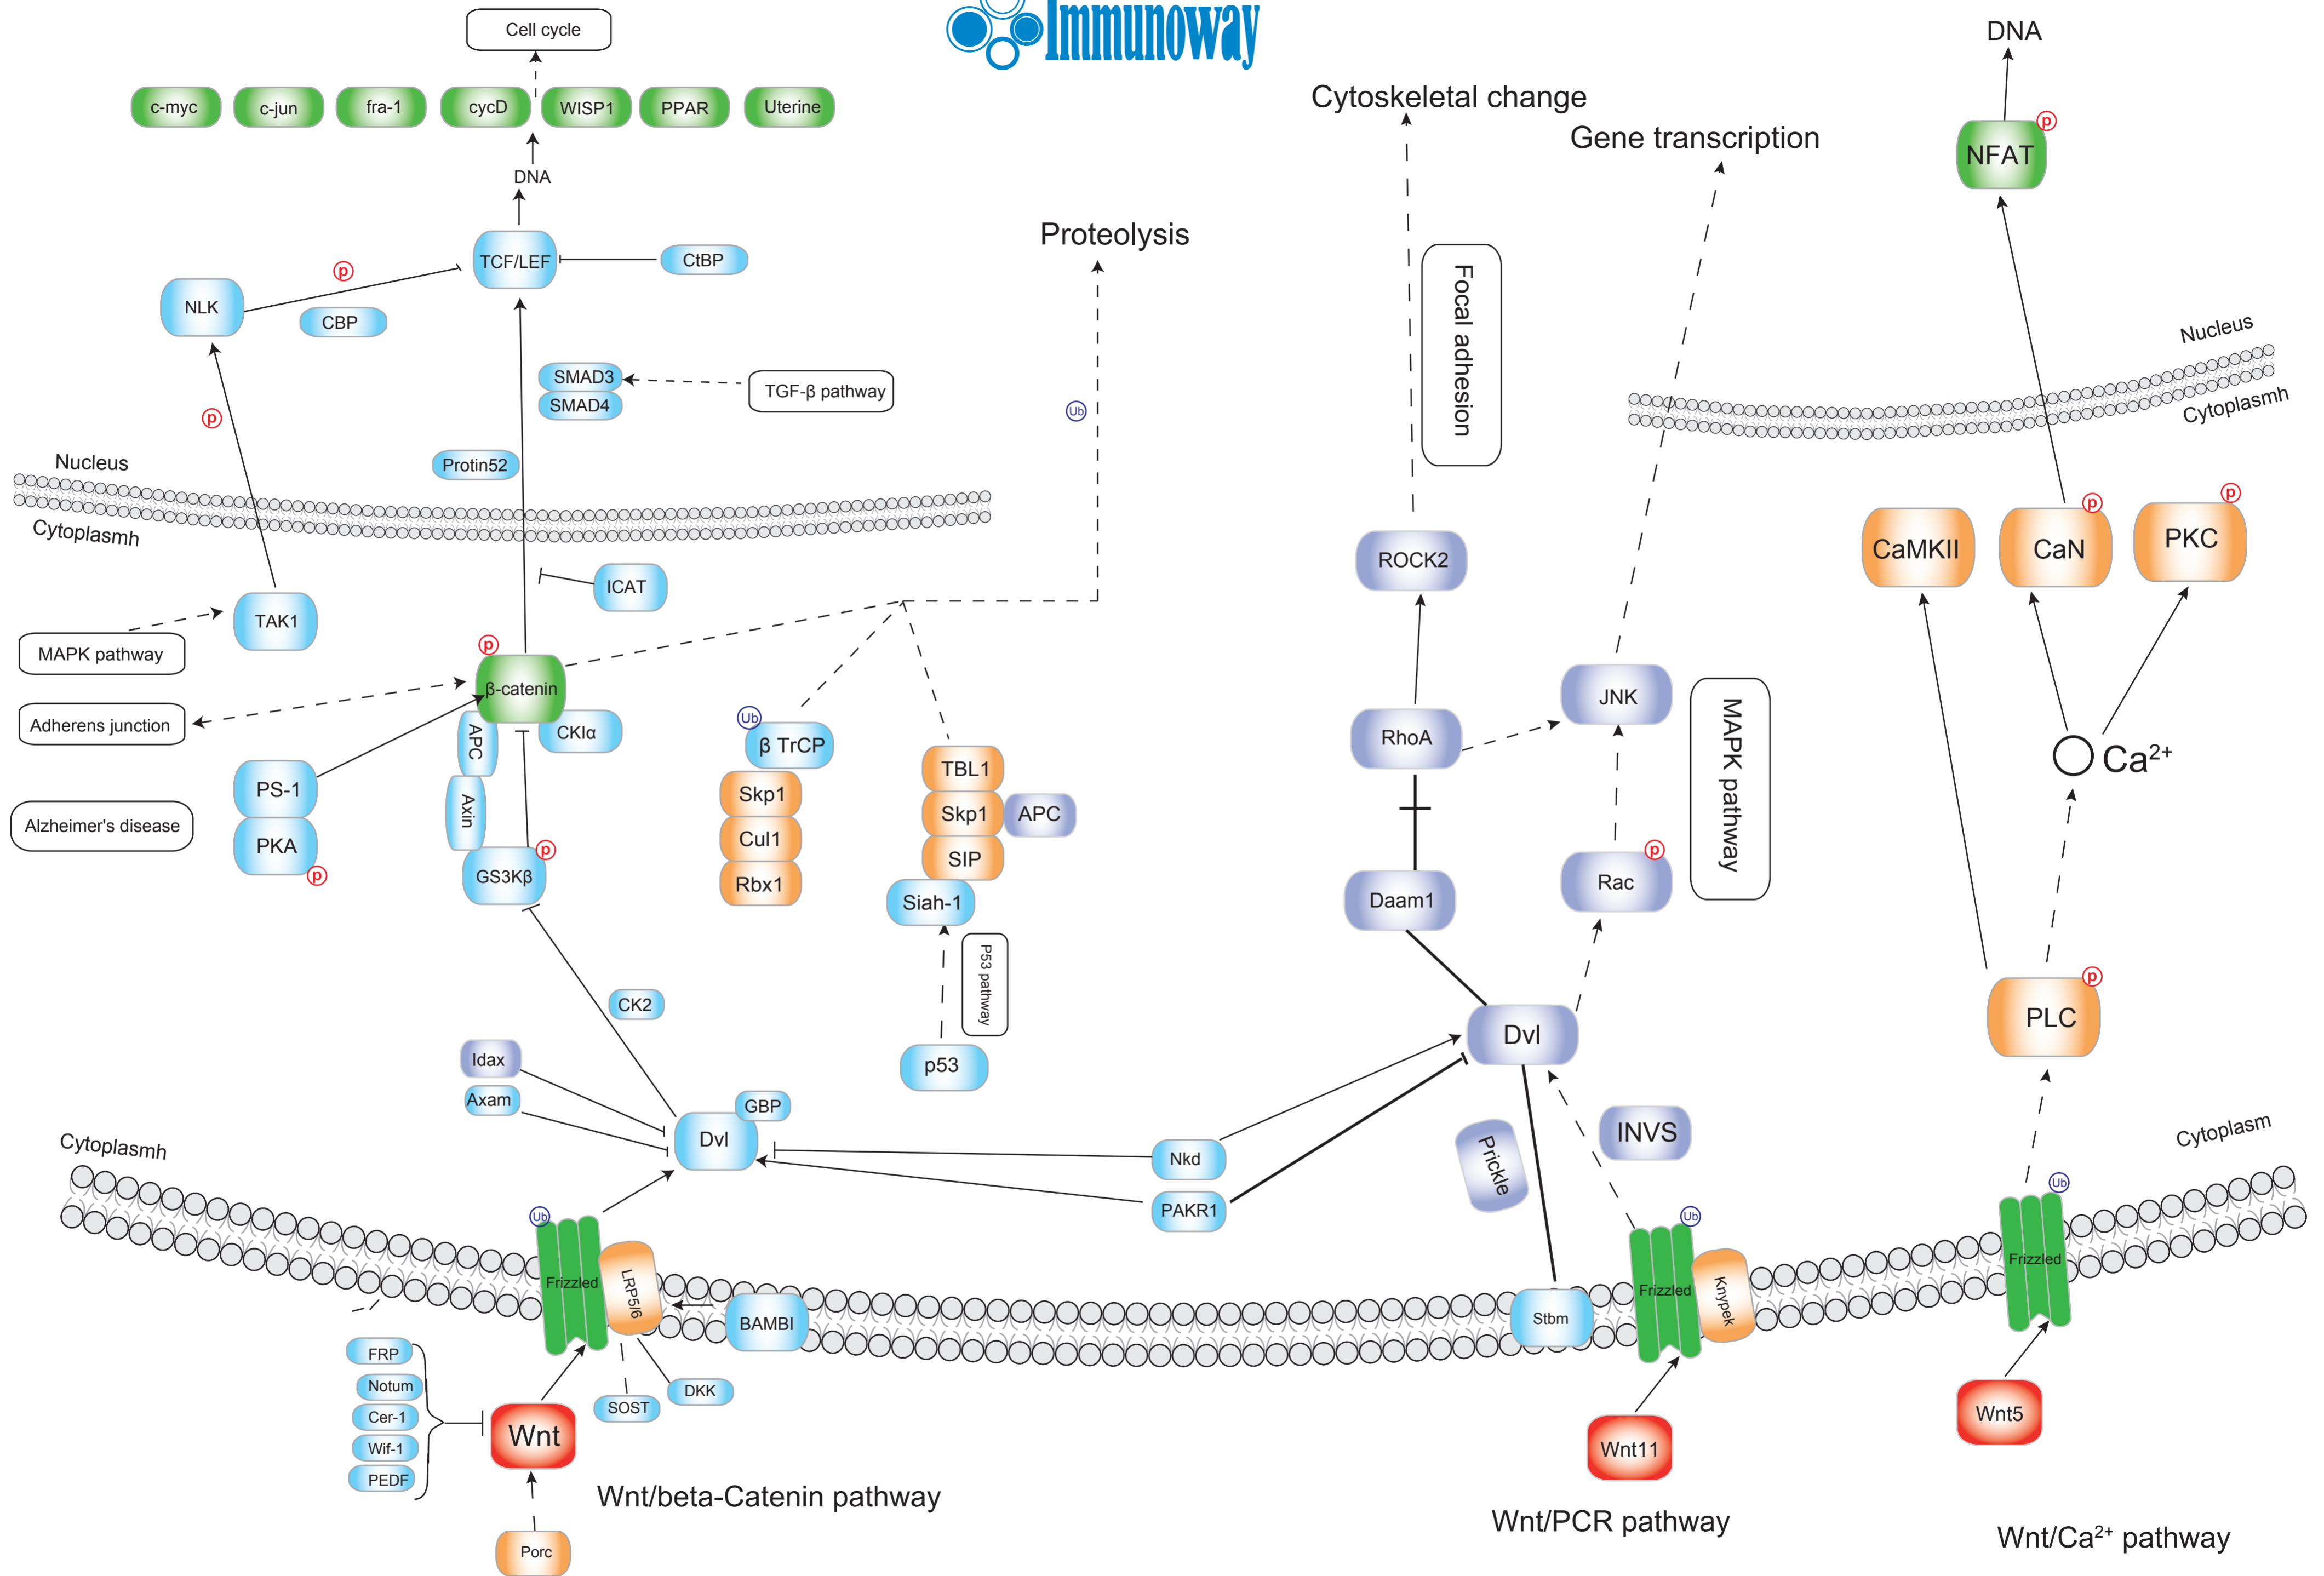 Immunoway
Cell cycle
c-myc
c-jun
fra-1
cycD
WISP1
PPAR
Uterine
DNA
TCF/LEF
CtBP
p
NLK
CBP
SMAD3
SMAD4
TGF-β pathway
p
Protin52
Nucleus
Cytoplasmh
ICAT
TAK1
MAPK pathway
p
β-catenin
Adherens junction
APC
CKIα
Axin
PS-1
PKA
p
Alzheimer's disease
GS3Kβ
p
Proteolysis
Ub
Ub
β TrCP
Skp1
Cul1
Rbx1
TBL1
Skp1
APC
SIP
Siah-1
P53 pathway
p53
CK2
Idax
Axam
GBP
Dvl
Nkd
PAKR1
Cytoplasmh
Ub
Frizzled
LRP5/6
BAMBI
FRP
Notum
Cer-1
Wif-1
PEDF
DKK
SOST
Wnt
Porc
Wnt/beta-Catenin pathway
Cytoskeletal change
Gene transcription
Focal adhesion
ROCK2
RhoA
JNK
MAPK pathway
Rac
p
Daam1
Dvl
INVS
Prickle
Stbm
Ub
Frizzled
Knypek
Wnt11
Wnt/PCR pathway
DNA
NFAT
p
Nucleus
Cytoplasmh
CaMKII
CaN
p
PKC
p
Ca²⁺
PLC
p
Cytoplasm
Ub
Frizzled
Wnt5
Wnt/Ca²⁺ pathway